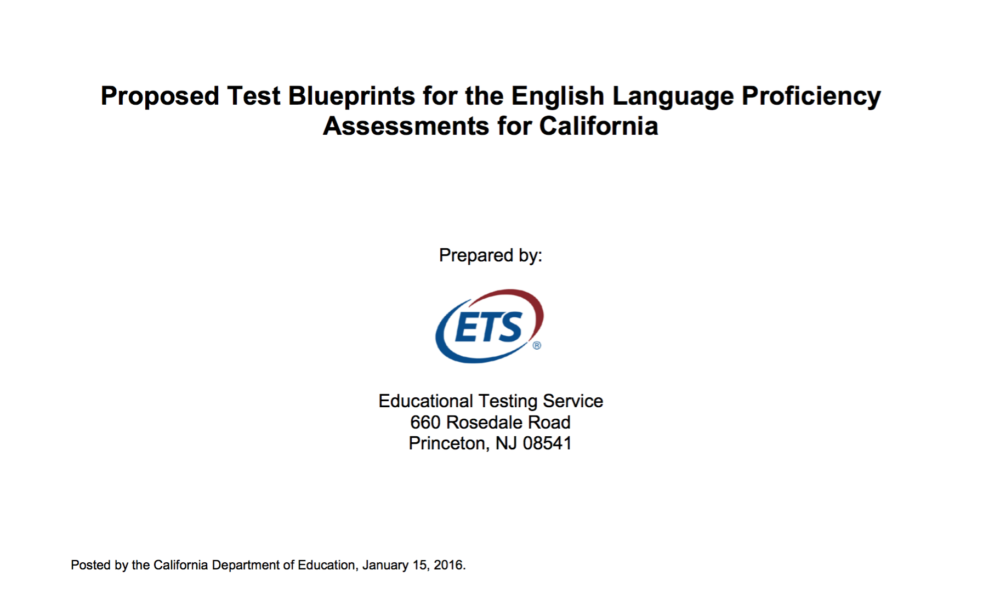 Proposed Test Blueprints for the English Language Proficiency
Assessments for California
Prepared by:
ETS ®
Educational Testing Service
660 Rosedale Road
Princeton, NJ 08541
Posted by the California Department of Education, January 15, 2016.